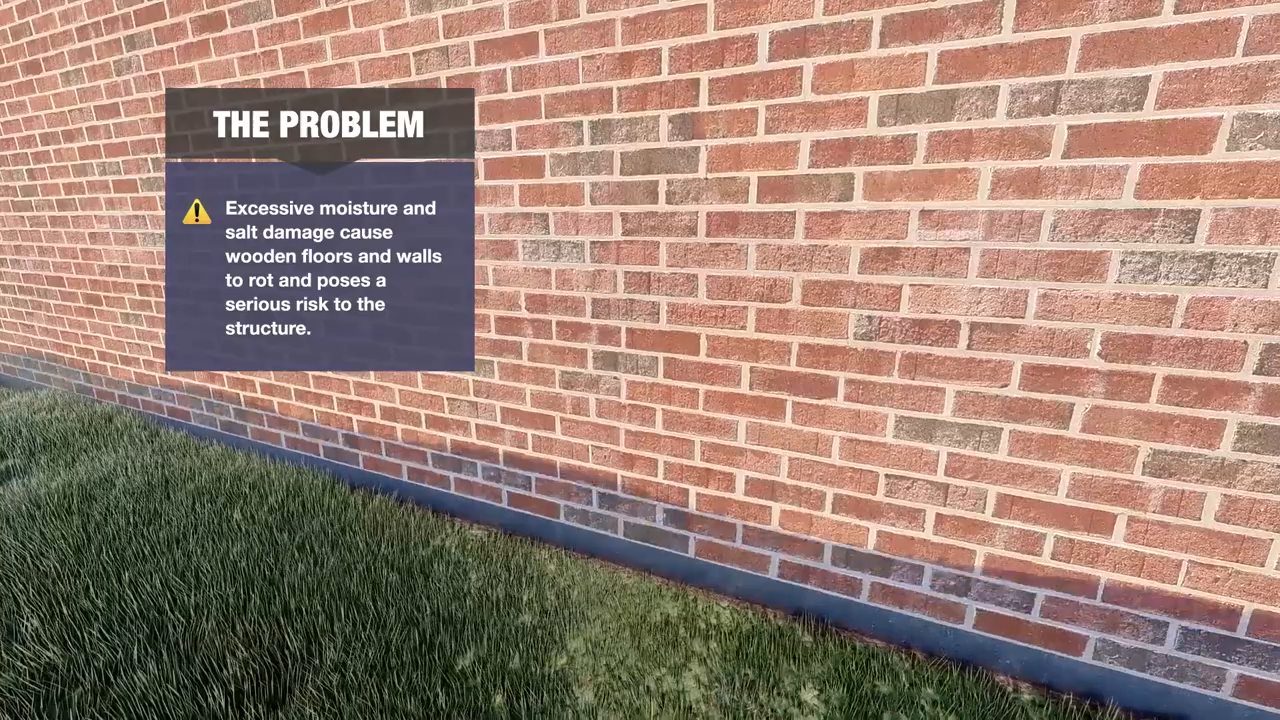 THE PROBLEM
Excessive moisture and
salt damage cause
wooden floors and walls
to rot and poses a
serious risk to the
structure.